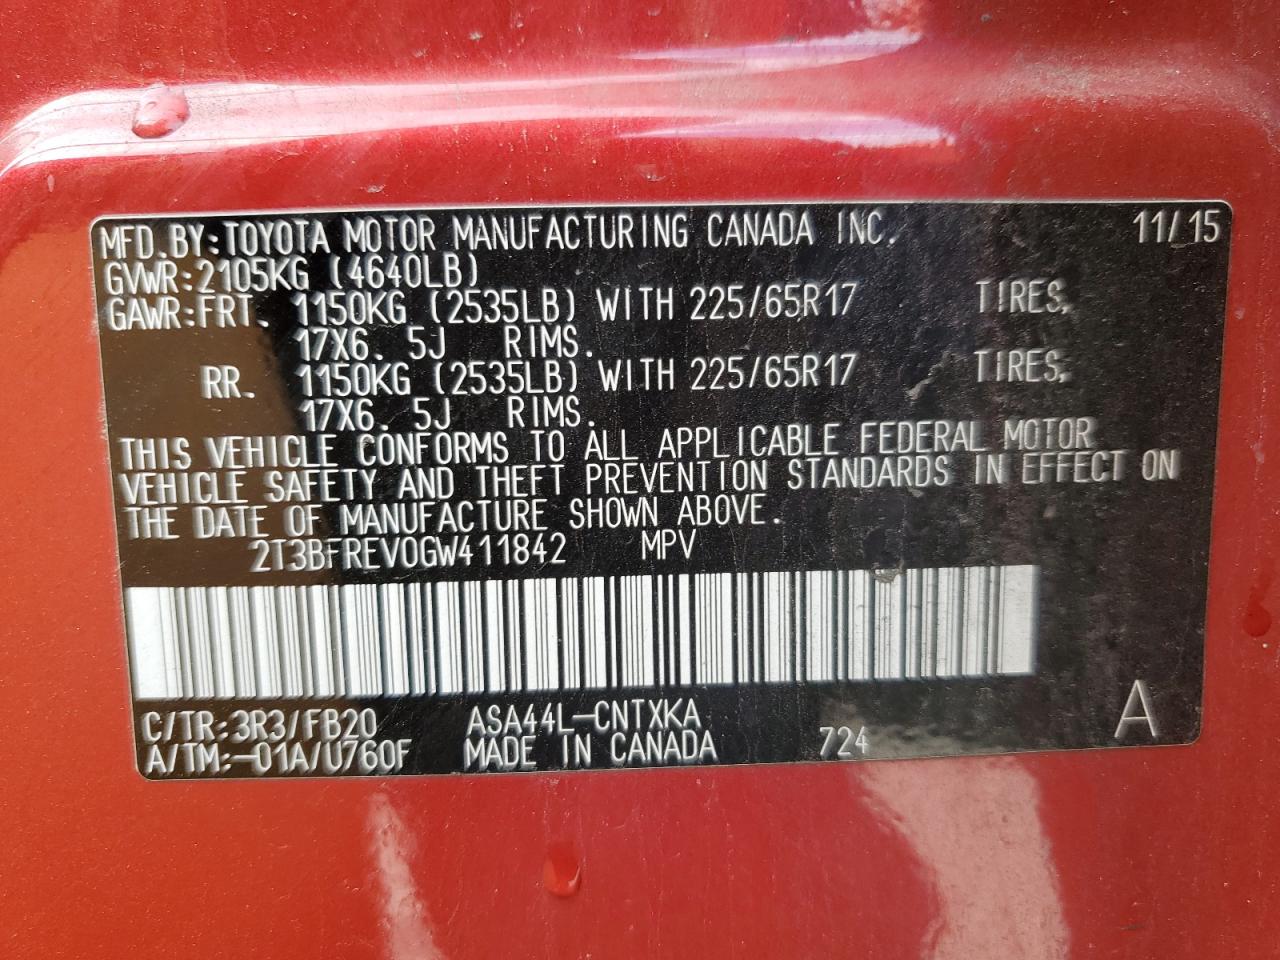 MFD.BY:TOYOTA MOTOR MANUFACTURING CANADA INC. 11/15
GVWR:2105KG (4640LB)
GAWR:FRT. 1150KG (2535LB) WITH 225/65R17 TIRES,
17X6. 5J RIMS.
RR. 1150KG (2535LB) WITH 225/65R17 TIRES,
17X6. 5J RIMS.
THIS VEHICLE CONFORMS TO ALL APPLICABLE FEDERAL MOTOR
VEHICLE SAFETY AND THEFT PREVENTION STANDARDS IN EFFECT ON
THE DATE OF MANUFACTURE SHOWN ABOVE.
2T3BFREV0GW411842 MPV
C/TR:3R3/FB20 ASA44L-CNTXKA
A/TM:-01A/U760F MADE IN CANADA 724 A